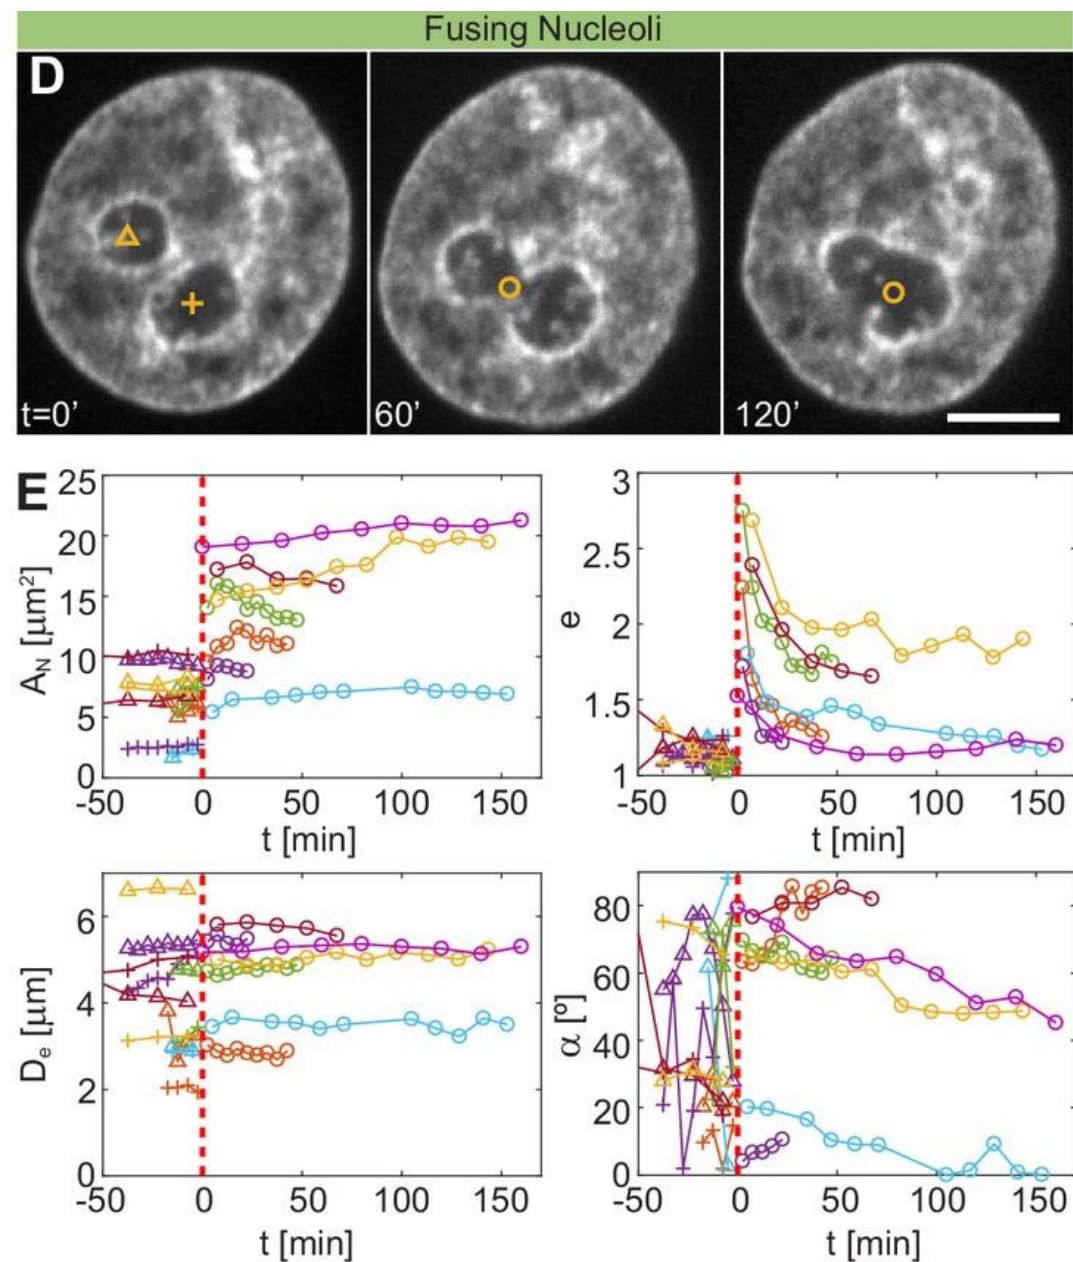 Fusing Nucleoli
D
t=0’ 60’ 120’
E
A_N [μm²]
25
20
15
10
5
0
-50 0 50 100 150
t [min]
e
3
2.5
2
1.5
1
-50 0 50 100 150
t [min]
D_e [μm]
6
4
2
0
-50 0 50 100 150
t [min]
α [º]
80
60
40
20
0
-50 0 50 100 150
t [min]